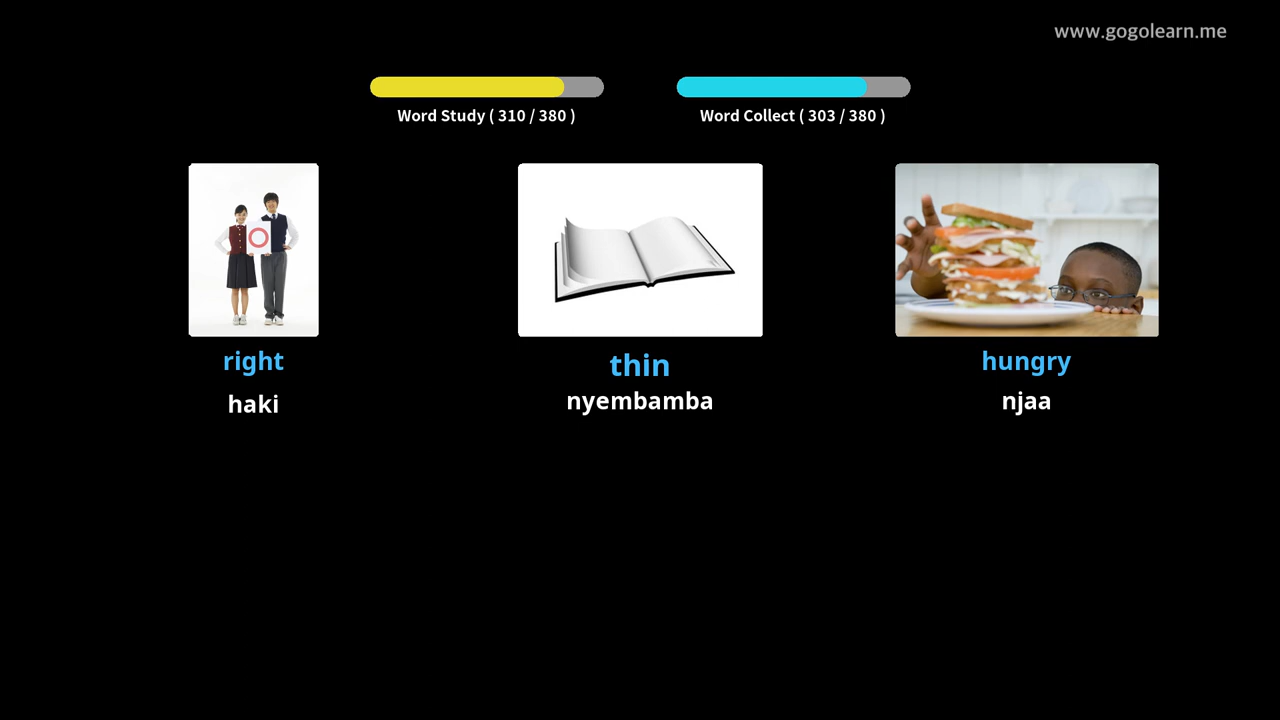 www.gogolearn.me
Word Study ( 310 / 380 )
Word Collect ( 303 / 380 )
right
haki
thin
nyembamba
hungry
njaa